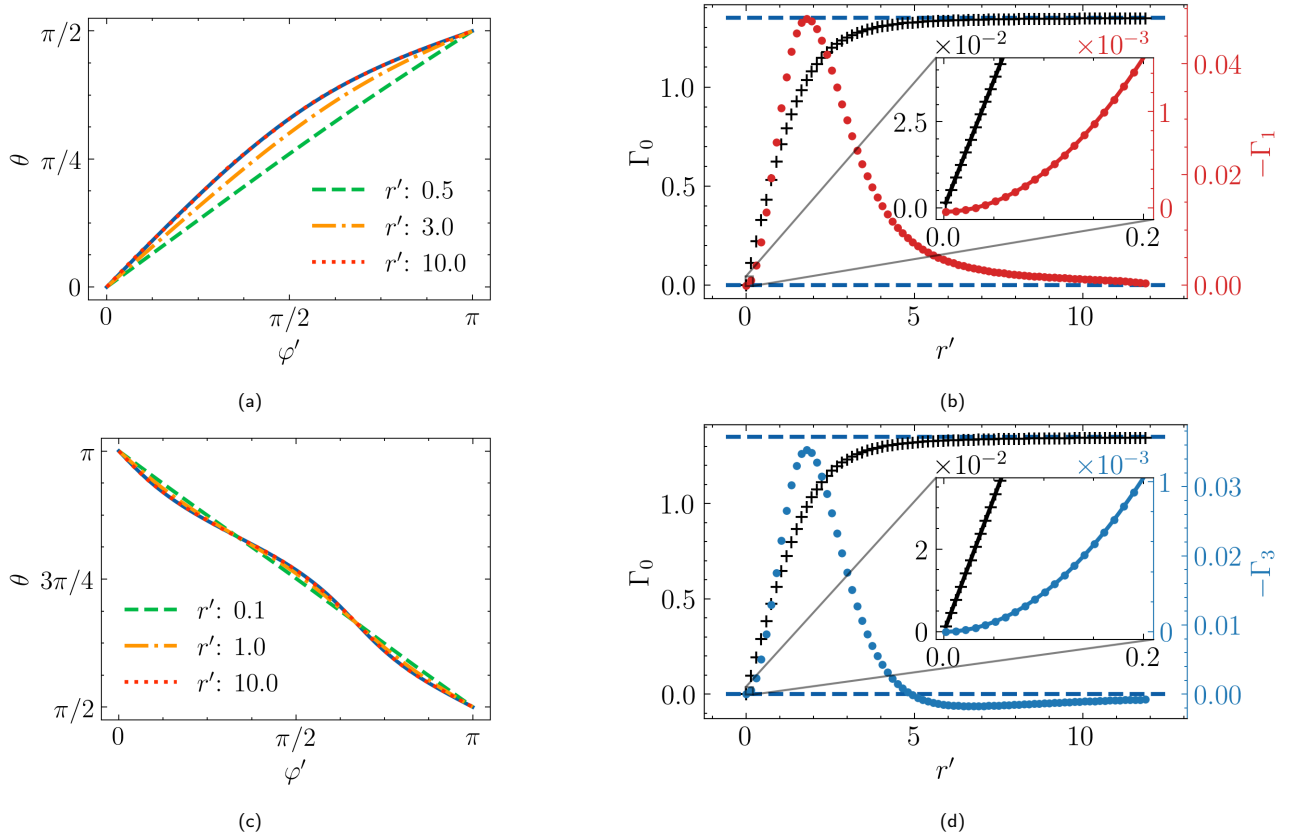 π/2
π/4
0
θ
r′: 0.5
r′: 3.0
r′: 10.0
0
π/2
π
φ′
(a)
1.0
0.5
0.0
Γ₀
×10⁻²
×10⁻³
2.5
0.0
1
0
0.0
0.2
0.04
0.02
0.00
−Γ₁
0
5
10
r′
(b)
π
3π/4
π/2
θ
r′: 0.1
r′: 1.0
r′: 10.0
0
π/2
π
φ′
(c)
1.0
0.5
0.0
Γ₀
×10⁻²
×10⁻³
2
0
1
0
0.0
0.2
0.03
0.02
0.01
0.00
−Γ₃
0
5
10
r′
(d)